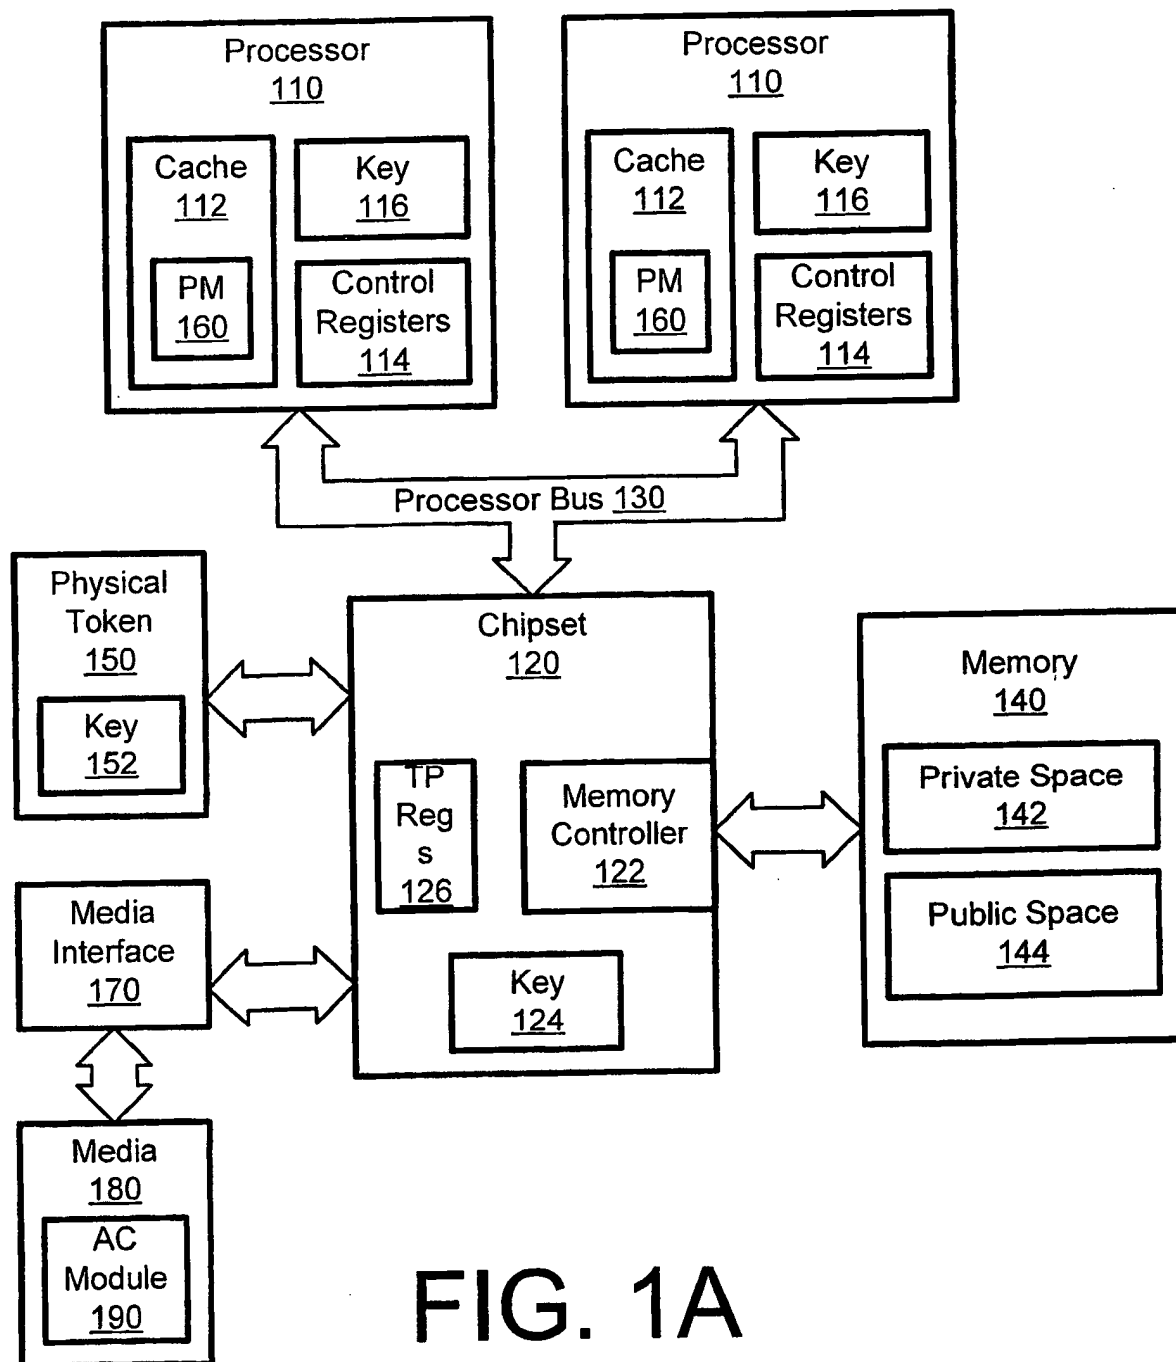 Processor
110
Cache
112
PM
160
Key
116
Control
Registers
114
Processor
110
Cache
112
PM
160
Key
116
Control
Registers
114
Processor Bus 130
Physical
Token
150
Key
152
Chipset
120
TP
Reg
s
126
Memory
Controller
122
Key
124
Memory
140
Private Space
142
Public Space
144
Media
Interface
170
Media
180
AC
Module
190
FIG. 1A